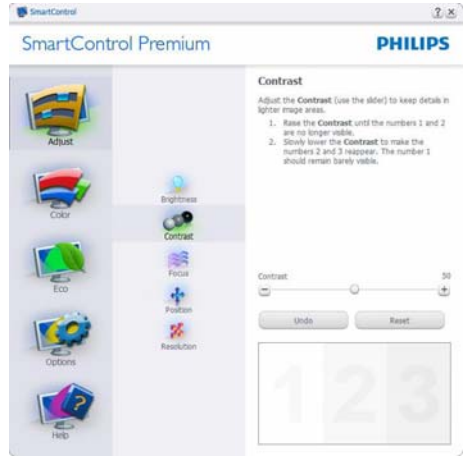 SmartControl
SmartControl Premium
PHILIPS
Adjust
Color
Eco
Options
Help
Brightness
Contrast
Focus
Position
Resolution
Contrast
Adjust the Contrast (use the slider) to keep details in
lighter image areas.
1. Raise the Contrast until the numbers 1 and 2
are no longer visible.
2. Slowly lower the Contrast to make the
numbers 2 and 3 reappear. The number 1
should remain barely visible.
Contrast 50
Undo Reset
1 2 3